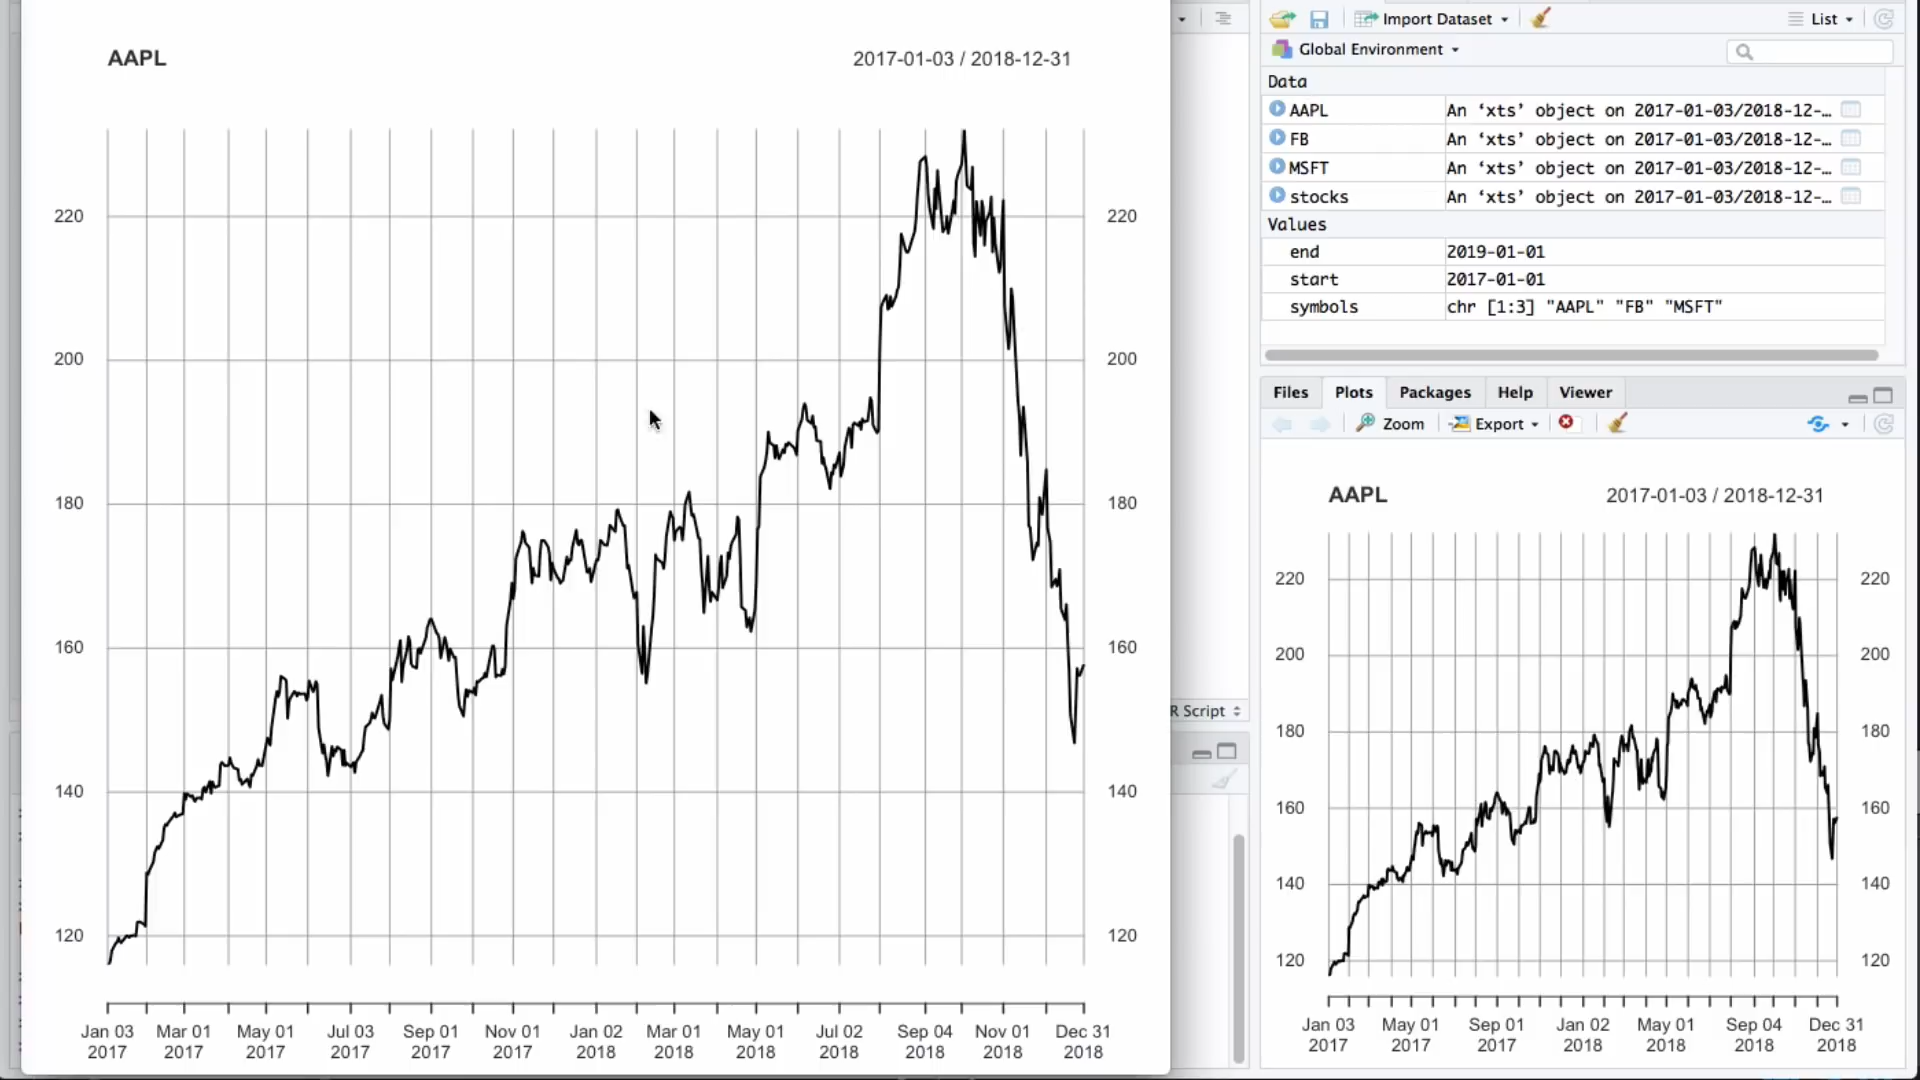 AAPL 2017-01-03 / 2018-12-31
220 220
200 200
180 180
160 160
140 140
120 120
Jan 03 Mar 01 May 01 Jul 03 Sep 01 Nov 01 Jan 02 Mar 01 May 01 Jul 02 Sep 04 Nov 01 Dec 31
2017 2017 2017 2017 2017 2017 2018 2018 2018 2018 2018 2018 2018
R Script
Import Dataset List
Global Environment
Data
AAPL An ‘xts’ object on 2017-01-03/2018-12-…
FB An ‘xts’ object on 2017-01-03/2018-12-…
MSFT An ‘xts’ object on 2017-01-03/2018-12-…
stocks An ‘xts’ object on 2017-01-03/2018-12-…
Values
end 2019-01-01
start 2017-01-01
symbols chr [1:3] "AAPL" "FB" "MSFT"
Files Plots Packages Help Viewer
Zoom Export
AAPL 2017-01-03 / 2018-12-31
220 220
200 200
180 180
160 160
140 140
120 120
Jan 03 May 01 Sep 01 Jan 02 May 01 Sep 04 Dec 31
2017 2017 2017 2018 2018 2018 2018